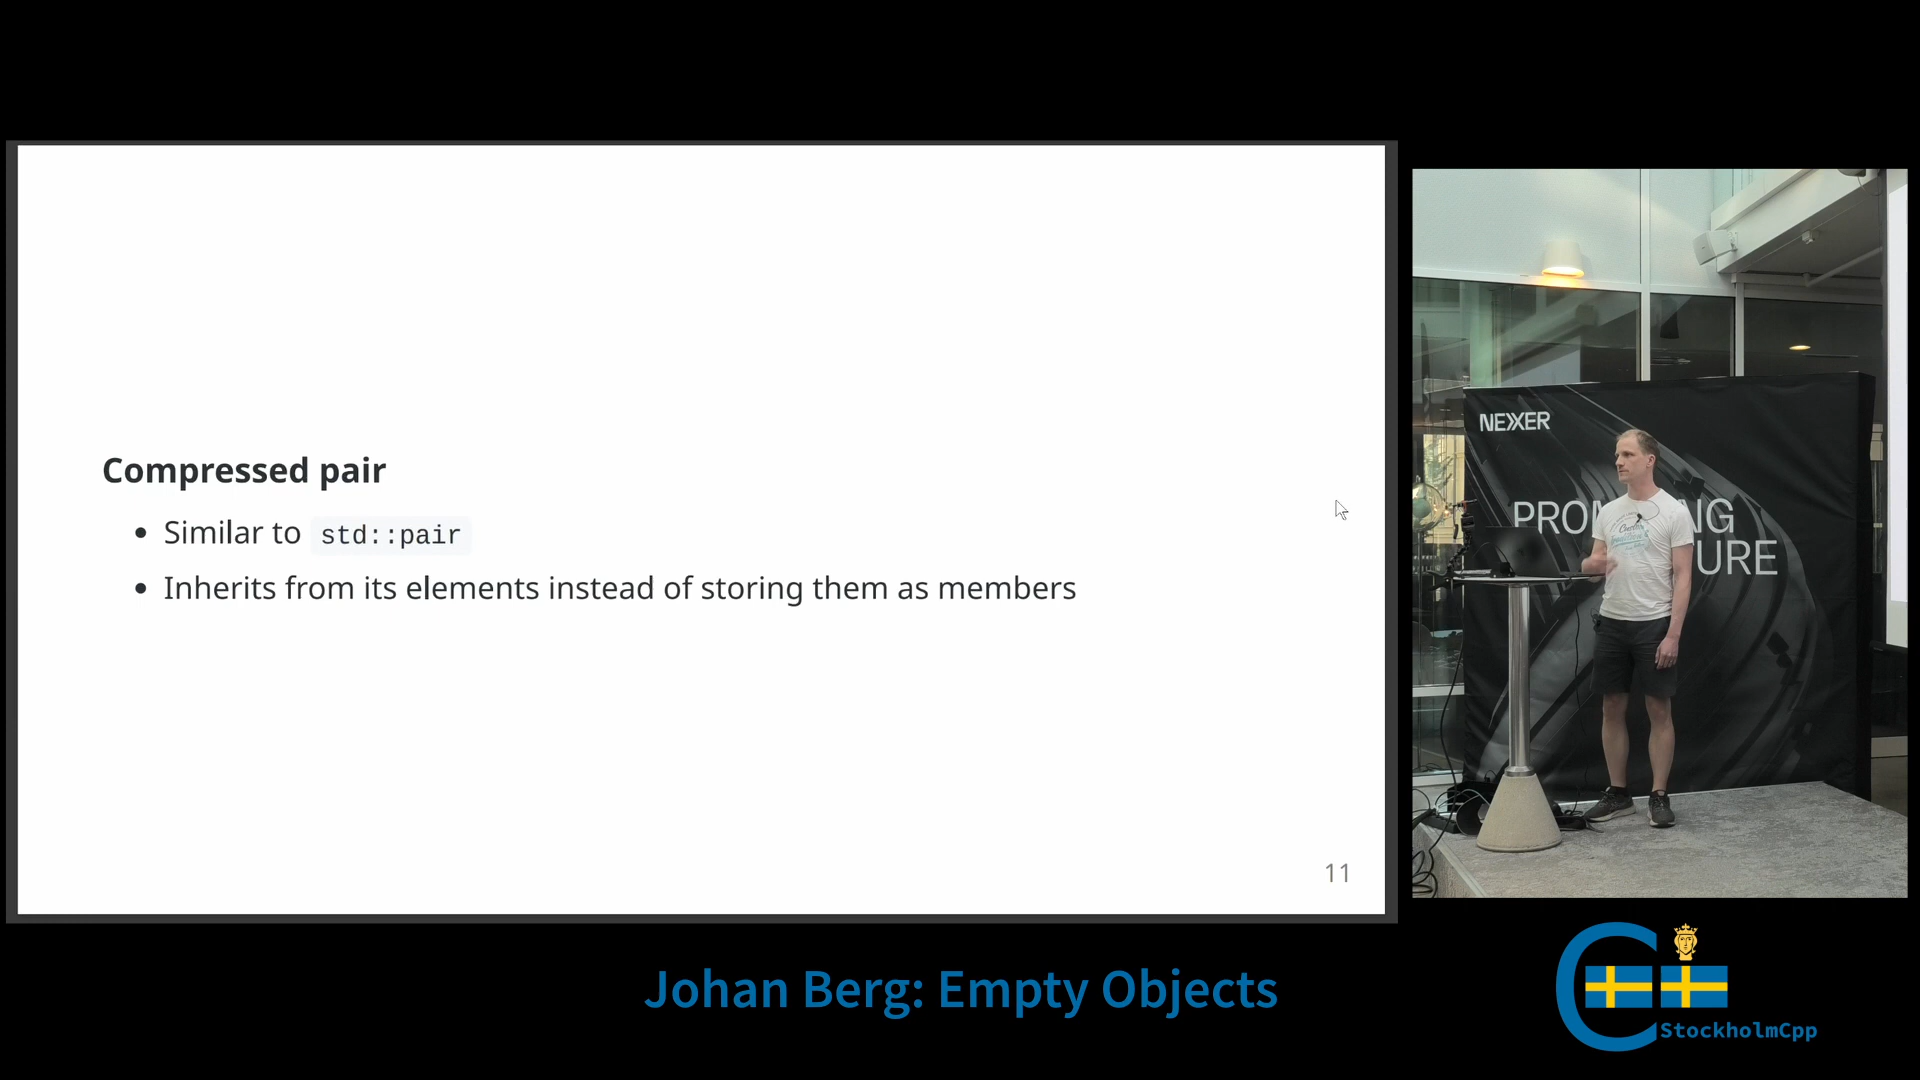 Compressed pair
Similar to std::pair
Inherits from its elements instead of storing them as members
11
NEXER
PRO NG
URE
Johan Berg: Empty Objects
StockholmCpp